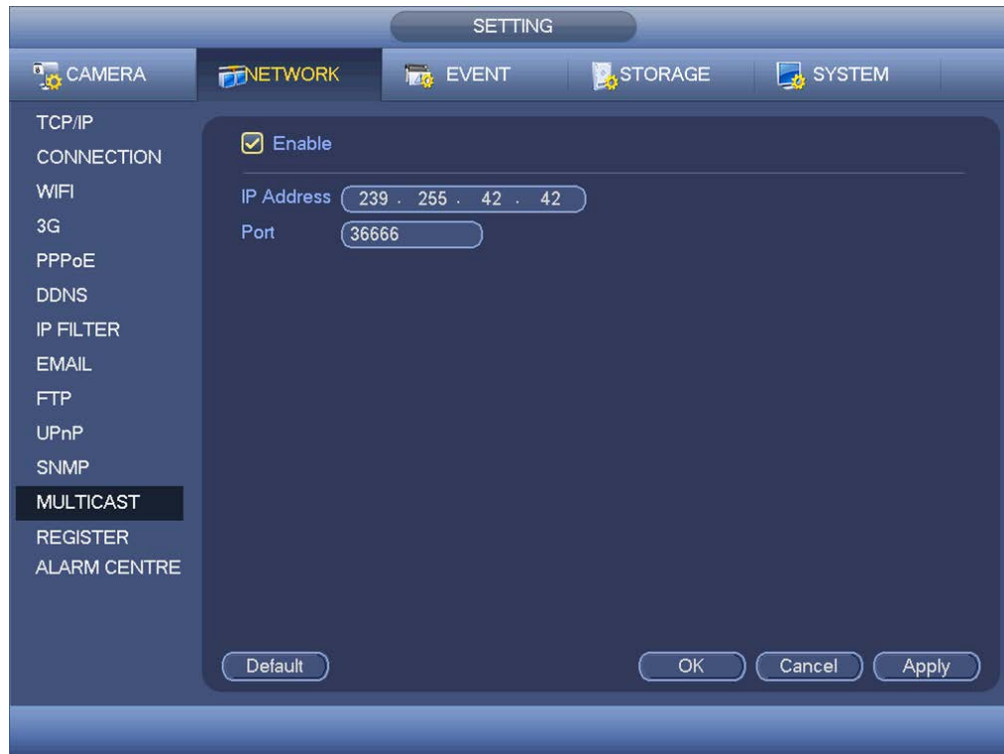 SETTING
CAMERA NETWORK EVENT STORAGE SYSTEM
TCP/IP
CONNECTION
WIFI
3G
PPPoE
DDNS
IP FILTER
EMAIL
FTP
UPnP
SNMP
MULTICAST
REGISTER
ALARM CENTRE
Enable
IP Address 239 . 255 . 42 . 42
Port 36666
Default OK Cancel Apply